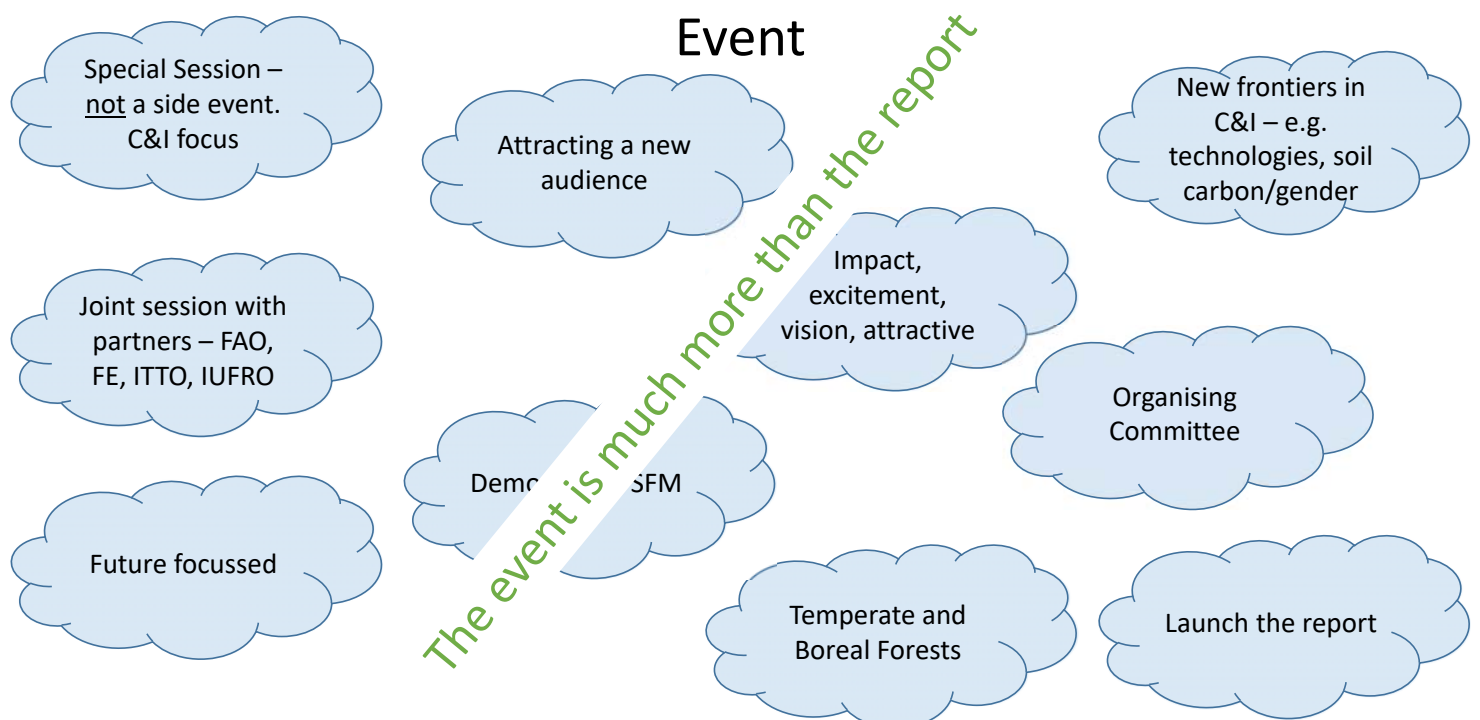 Event
Special Session –
not a side event.
C&I focus
Attracting a new
audience
New frontiers in
C&I – e.g.
technologies, soil
carbon/gender
Joint session with
partners – FAO,
FE, ITTO, IUFRO
Impact,
excitement,
vision, attractive
Organising
Committee
SFM
Future focussed
Temperate and
Boreal Forests
Launch the report
The event is much more than the report